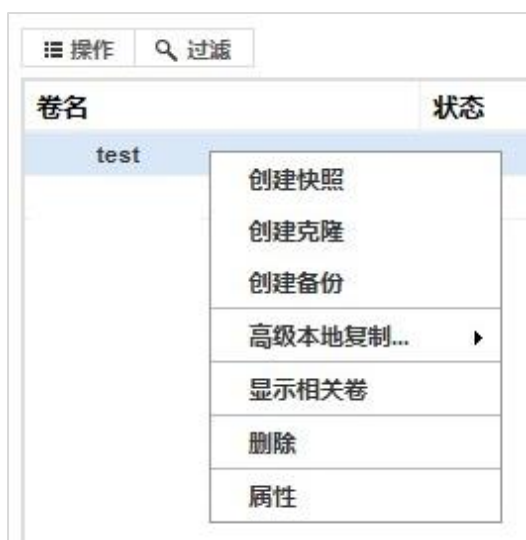 操作 过滤
卷名 状态
test
创建快照
创建克隆
创建备份
高级本地复制...
显示相关卷
删除
属性